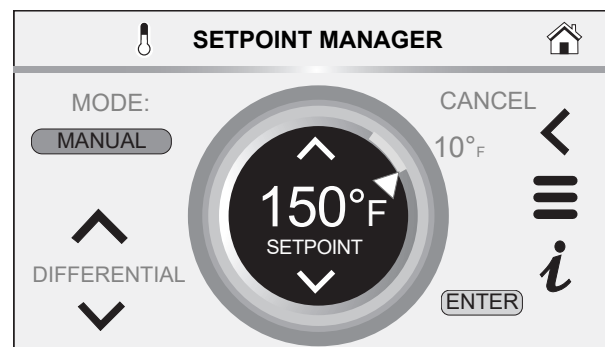 SETPOINT MANAGER
MODE:
MANUAL
CANCEL
10°F
150°F
SETPOINT
DIFFERENTIAL
i
ENTER